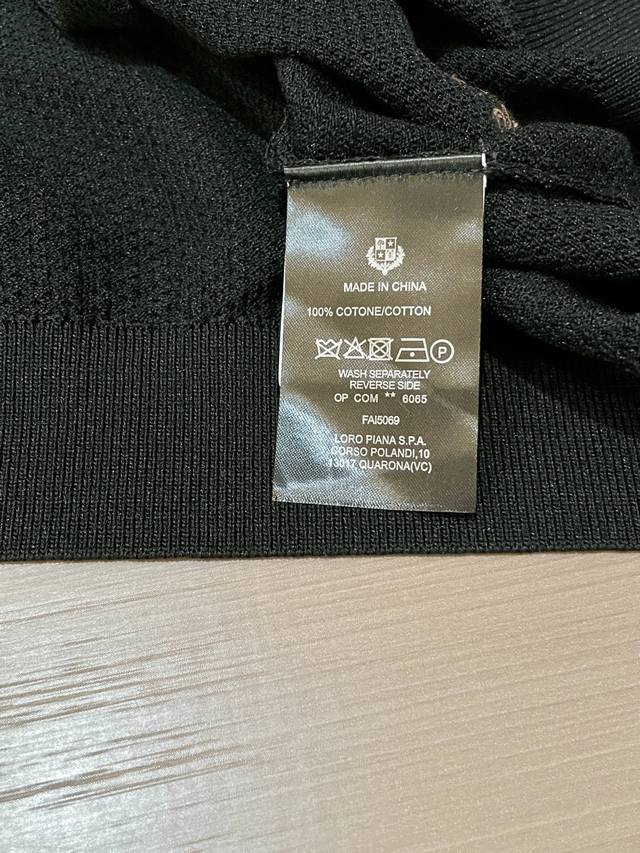 MADE IN CHINA
100% COTONE/COTTON
P
WASH SEPARATELY
REVERSE SIDE
OP COM ** 6065
FAI5069
LORO PIANA S.P.A.
CORSO POLANDI,10
13017 QUARONA(VC)